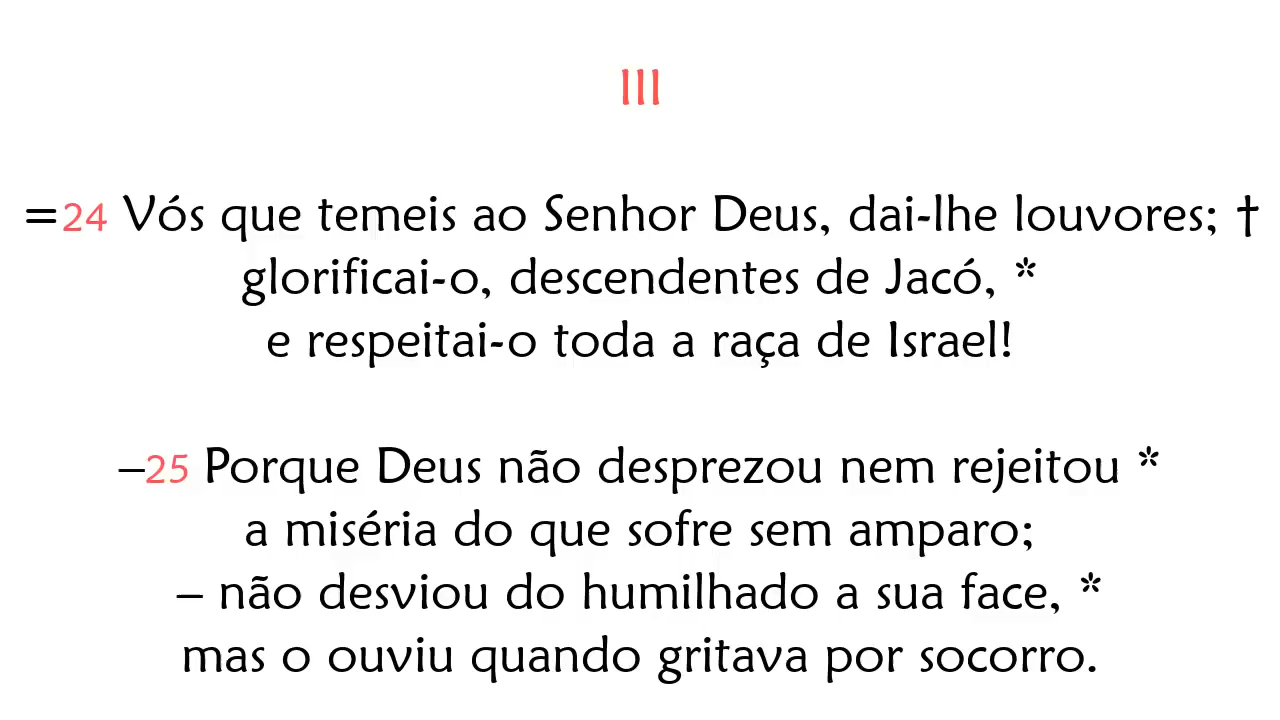 III
=24 Vós que temeis ao Senhor Deus, dai-lhe louvores; †
glorificai-o, descendentes de Jacó, *
e respeitai-o toda a raça de Israel!
–25 Porque Deus não desprezou nem rejeitou *
a miséria do que sofre sem amparo;
– não desviou do humilhado a sua face, *
mas o ouviu quando gritava por socorro.